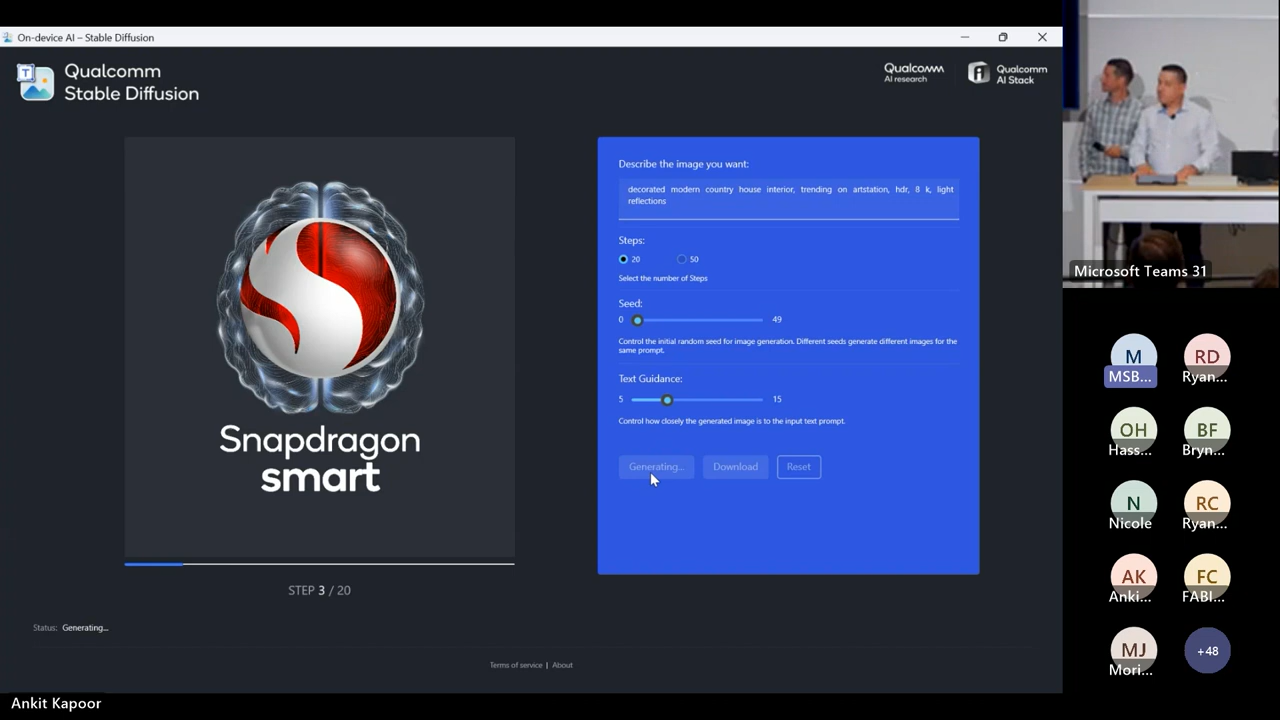 On-device AI – Stable Diffusion
Qualcomm
Stable Diffusion
Qualcomm
AI research
Qualcomm
AI Stack
T
Snapdragon
smart
STEP 3 / 20
Status: Generating...
Describe the image you want:
decorated modern country house interior, trending on artstation, hdr, 8 k, light
reflections
Steps:
20 50
Select the number of Steps
Seed:
0 49
Control the initial random seed for image generation. Different seeds generate different images for the
same prompt.
Text Guidance:
5 15
Control how closely the generated image is to the input text prompt.
Generating... Download Reset
Terms of service | About
Ankit Kapoor
Microsoft Teams 31
M RD
MSB... Ryan...
OH BF
Hass... Bryn...
N RC
Nicole Ryan...
AK FC
Anki... FABI...
MJ +48
Mori...